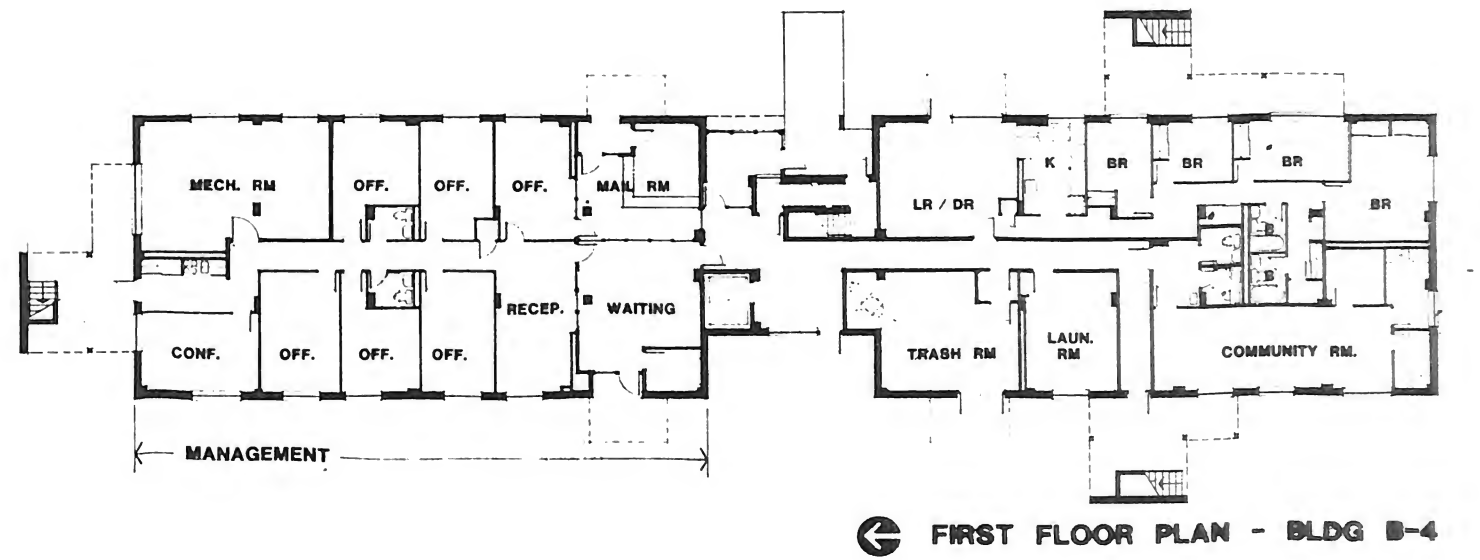 MECH. RM
OFF.
OFF.
OFF.
MAIL RM
LR / DR
K
BR
BR
BR
BR
B
B
CONF.
OFF.
OFF.
OFF.
RECEP.
WAITING
TRASH RM
LAUN.
RM
COMMUNITY RM.
MANAGEMENT
FIRST FLOOR PLAN - BLDG B-4